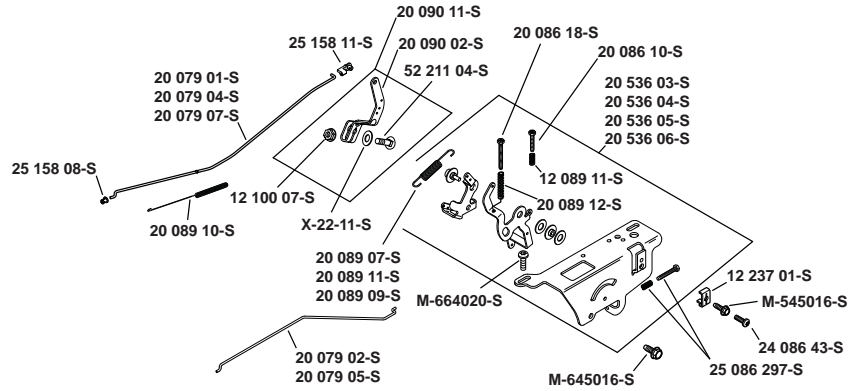 20 090 11-S
25 158 11-S
20 090 02-S
20 086 18-S
20 086 10-S
52 211 04-S
20 079 01-S
20 079 04-S
20 079 07-S
20 536 03-S
20 536 04-S
20 536 05-S
20 536 06-S
25 158 08-S
12 089 11-S
12 100 07-S
20 089 12-S
X-22-11-S
20 089 10-S
20 089 07-S
20 089 11-S
20 089 09-S
M-664020-S
12 237 01-S
M-545016-S
24 086 43-S
20 079 02-S
20 079 05-S
M-645016-S
25 086 297-S